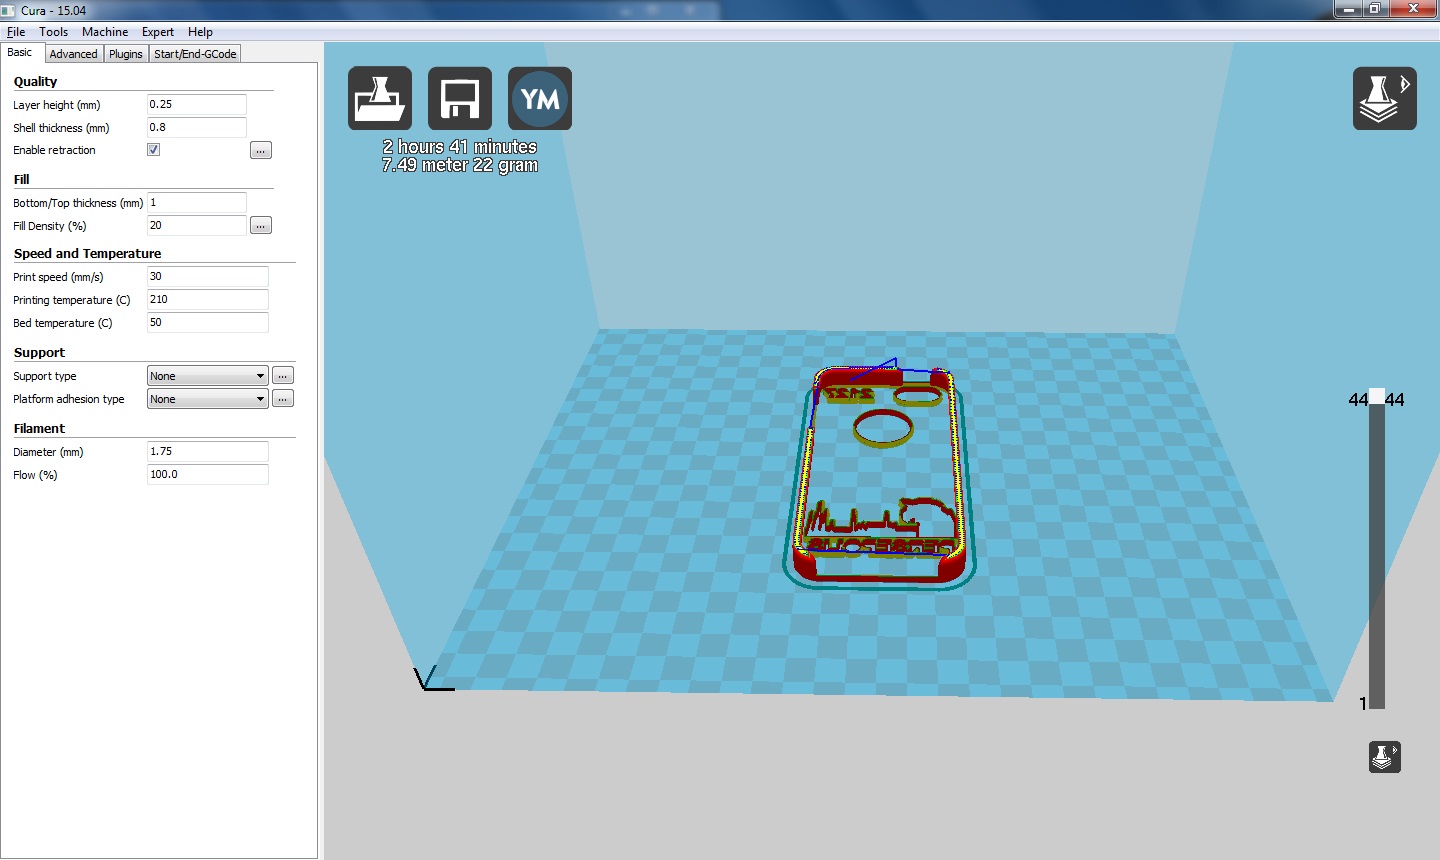 Cura - 15.04
File Tools Machine Expert Help
Basic Advanced Plugins Start/End-GCode
Quality
Layer height (mm) 0.25
Shell thickness (mm) 0.8
Enable retraction ...
Fill
Bottom/Top thickness (mm) 1
Fill Density (%) 20 ...
Speed and Temperature
Print speed (mm/s) 30
Printing temperature (C) 210
Bed temperature (C) 50
Support
Support type None ...
Platform adhesion type None ...
Filament
Diameter (mm) 1.75
Flow (%) 100.0
YM
2 hours 41 minutes
7.49 meter 22 gram
44 44
1